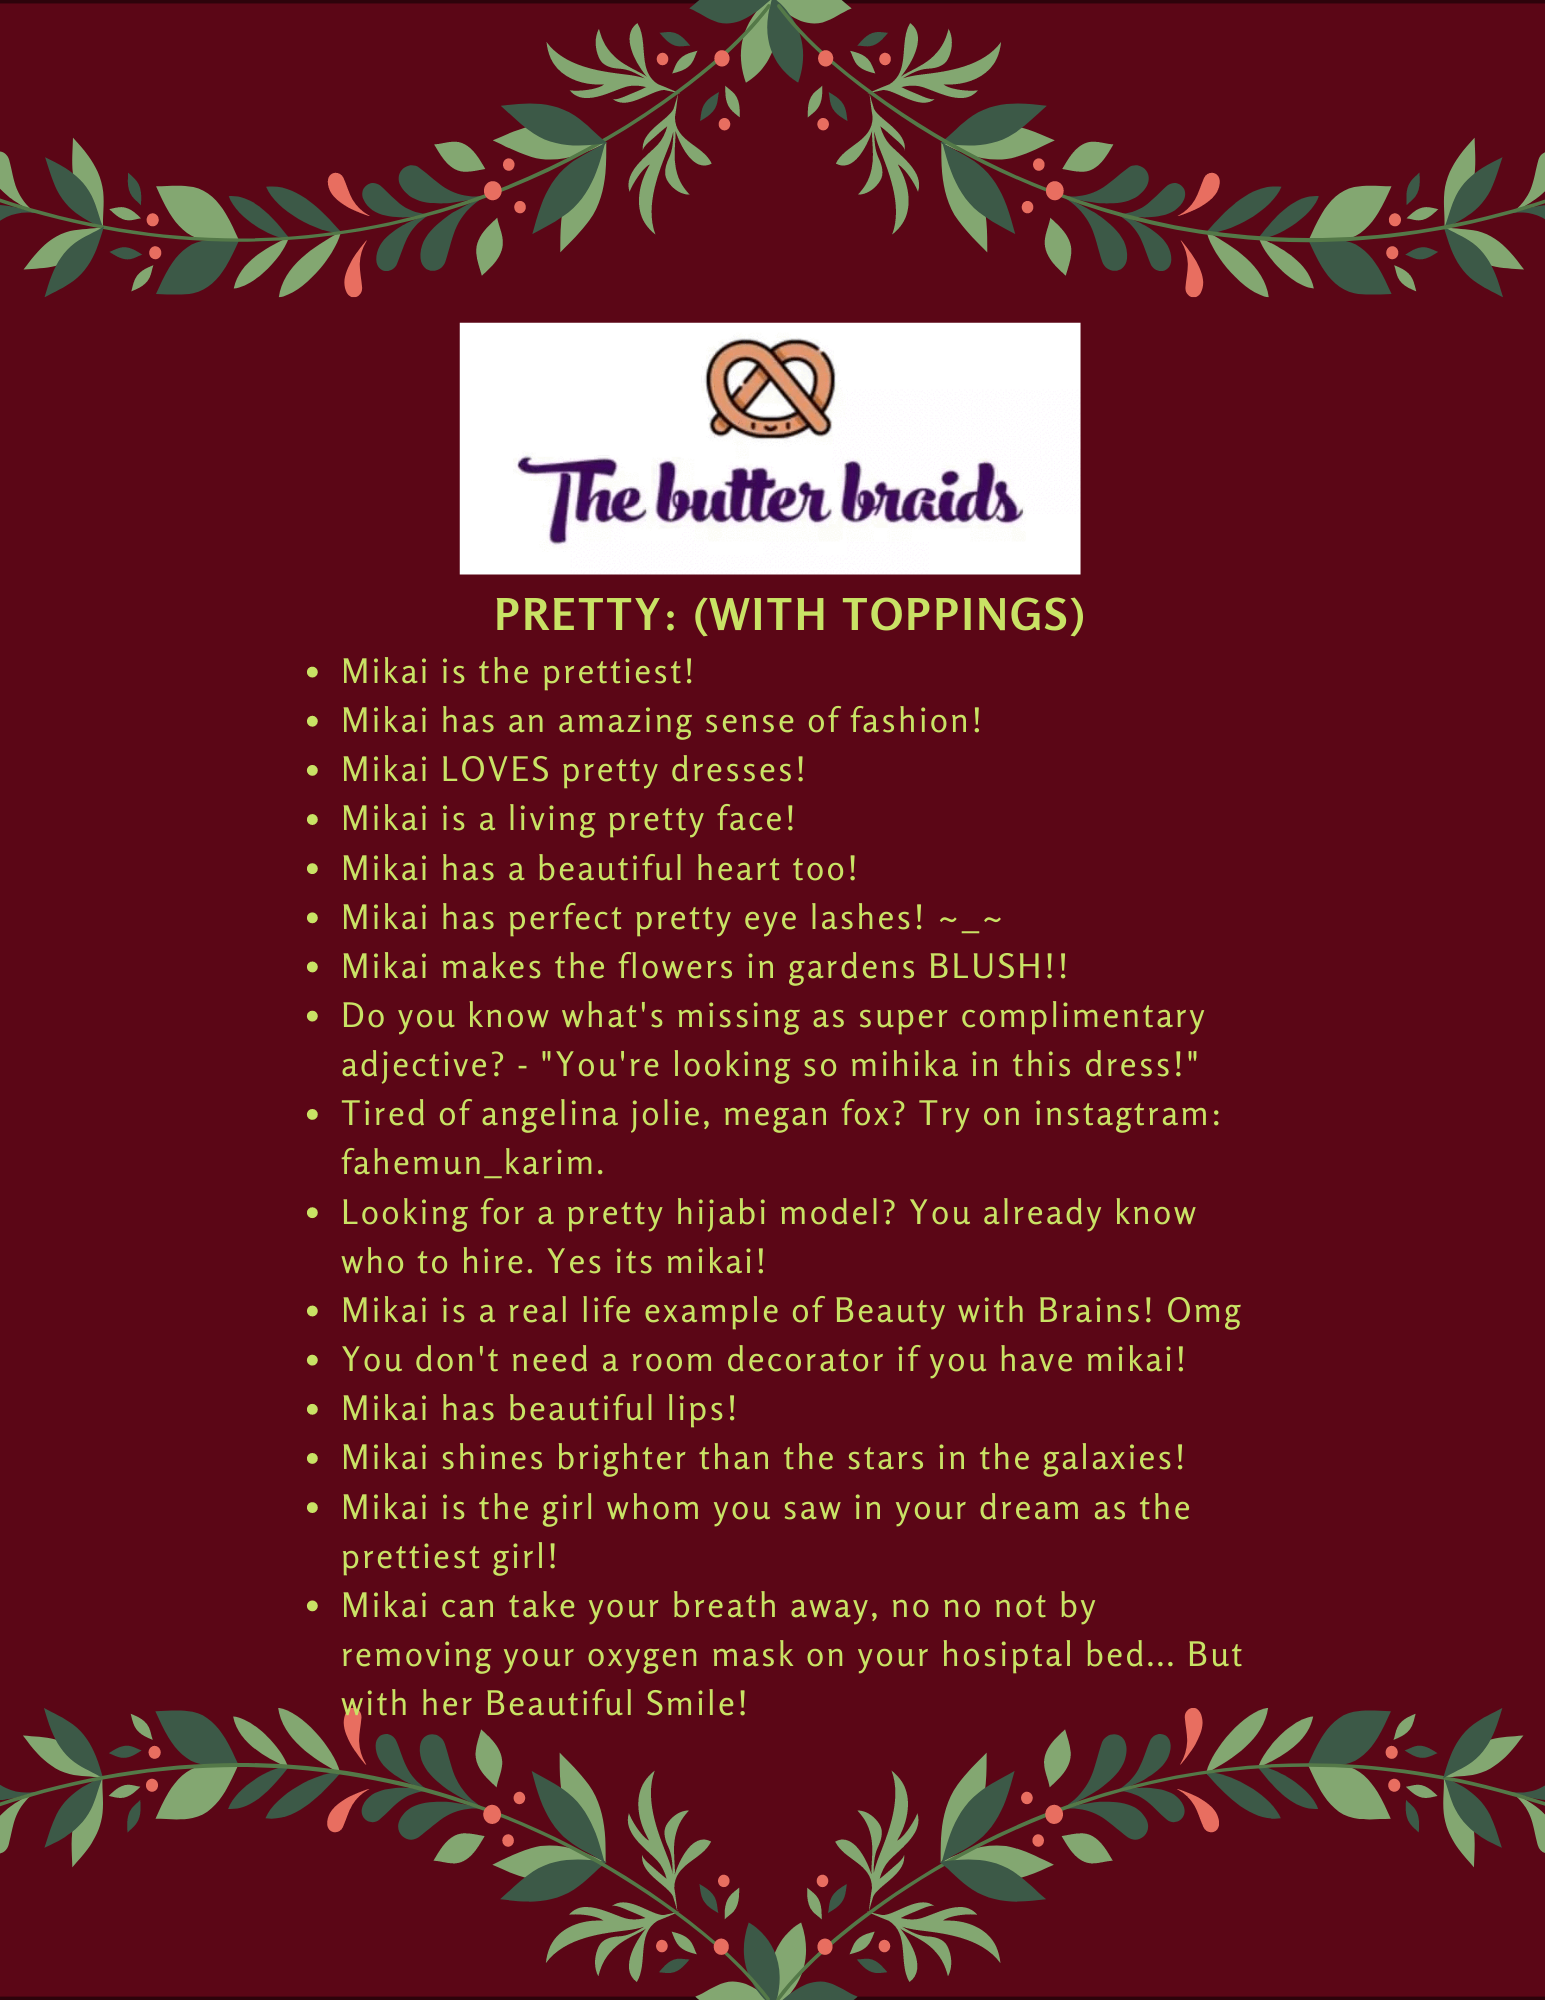 The butter braids
PRETTY: (WITH TOPPINGS)
• Mikai is the prettiest!
• Mikai has an amazing sense of fashion!
• Mikai LOVES pretty dresses!
• Mikai is a living pretty face!
• Mikai has a beautiful heart too!
• Mikai has perfect pretty eye lashes! ~_~
• Mikai makes the flowers in gardens BLUSH!!
• Do you know what's missing as super complimentary
adjective? - "You're looking so mihika in this dress!"
• Tired of angelina jolie, megan fox? Try on instagtram:
fahemun_karim.
• Looking for a pretty hijabi model? You already know
who to hire. Yes its mikai!
• Mikai is a real life example of Beauty with Brains! Omg
• You don't need a room decorator if you have mikai!
• Mikai has beautiful lips!
• Mikai shines brighter than the stars in the galaxies!
• Mikai is the girl whom you saw in your dream as the
prettiest girl!
• Mikai can take your breath away, no no not by
removing your oxygen mask on your hosiptal bed... But
with her Beautiful Smile!